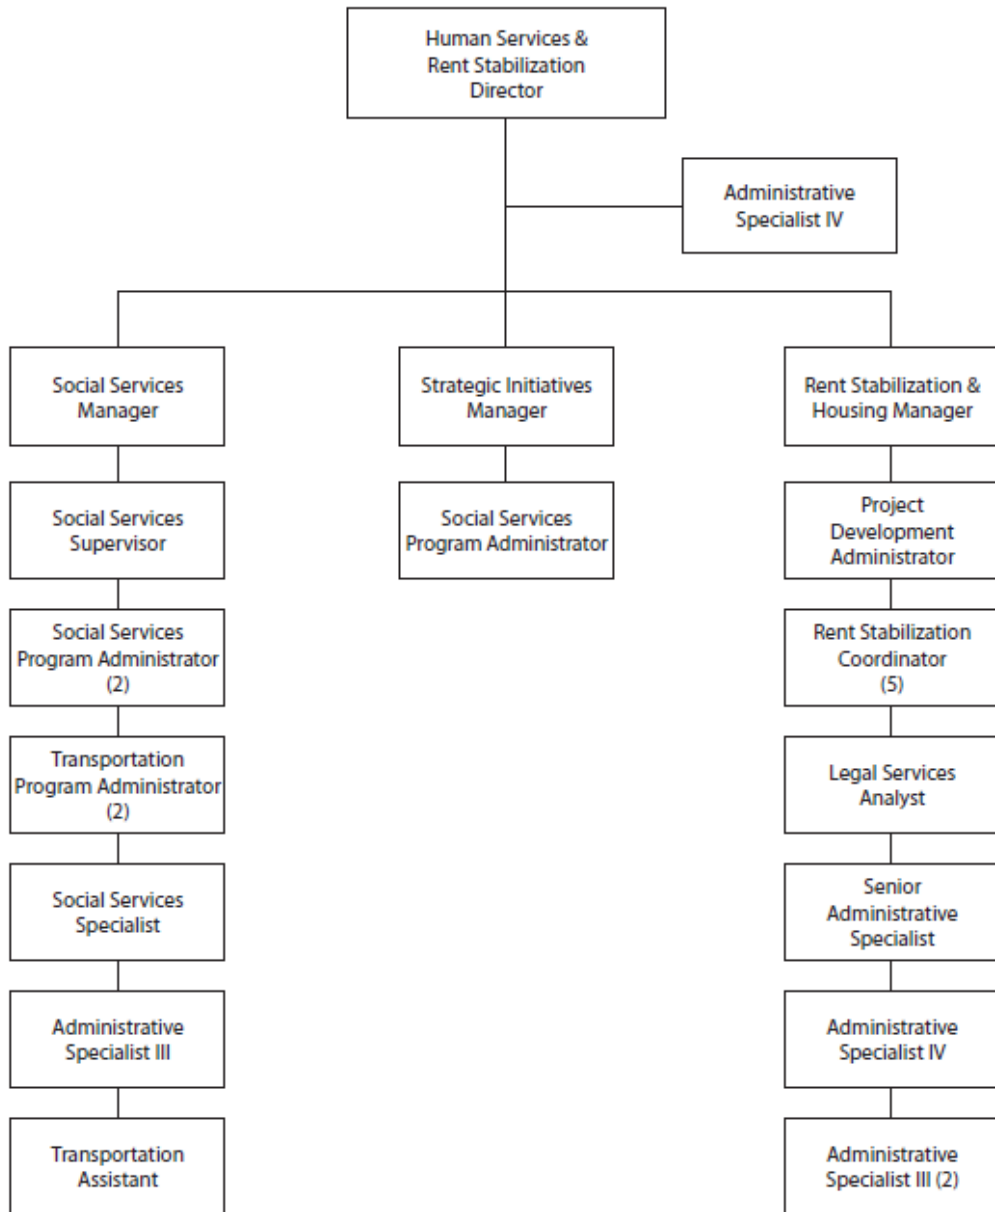 Human Services &
Rent Stabilization
Director
Administrative
Specialist IV
Social Services
Manager
Strategic Initiatives
Manager
Rent Stabilization &
Housing Manager
Social Services
Supervisor
Social Services
Program Administrator
Project
Development
Administrator
Social Services
Program Administrator
(2)
Rent Stabilization
Coordinator
(5)
Transportation
Program Administrator
(2)
Legal Services
Analyst
Social Services
Specialist
Senior
Administrative
Specialist
Administrative
Specialist III
Administrative
Specialist IV
Transportation
Assistant
Administrative
Specialist III (2)